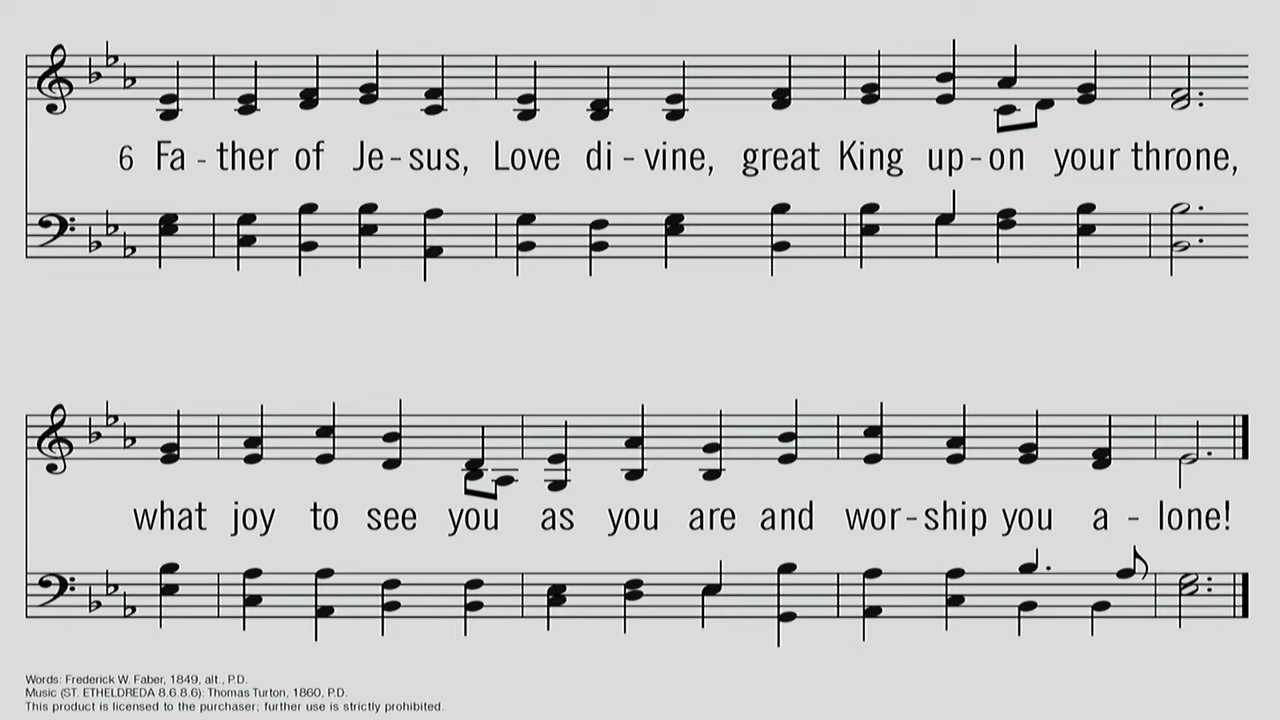 6 Fa - ther of Je - sus, Love di - vine, great King up - on your throne,
what joy to see you as you are and wor - ship you a - lone!
Words: Frederick W. Faber, 1849, alt., P.D.
Music (ST. ETHELDREDA 8.6.8.6): Thomas Turton, 1860, P.D.
This product is licensed to the purchaser; further use is strictly prohibited.